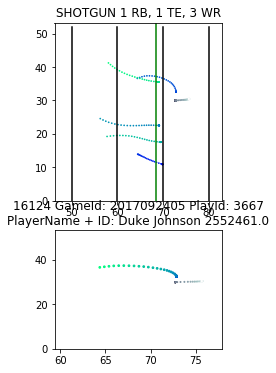 SHOTGUN 1 RB, 1 TE, 3 WR
50
40
30
20
10
0
50 60 70 80
16124 GameId: 2017092405 PlayId: 3667
PlayerName + ID: Duke Johnson 2552461.0
40
20
0
60 65 70 75